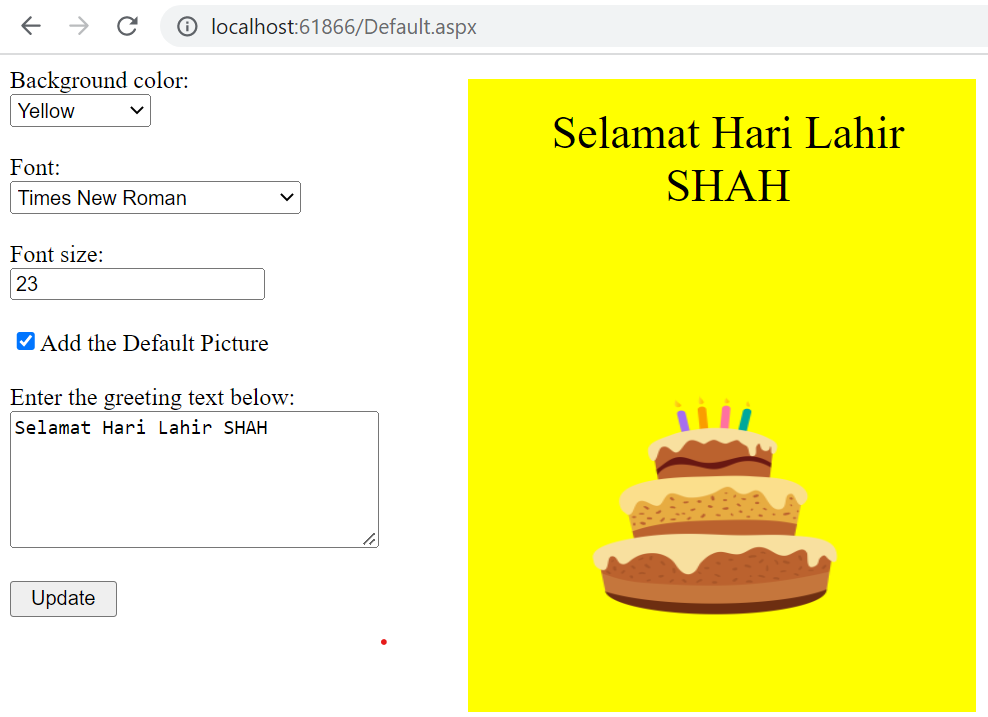 localhost:61866/Default.aspx
Background color:
Yellow
Font:
Times New Roman
Font size:
23
Add the Default Picture
Enter the greeting text below:
Selamat Hari Lahir SHAH
Update
Selamat Hari Lahir
SHAH